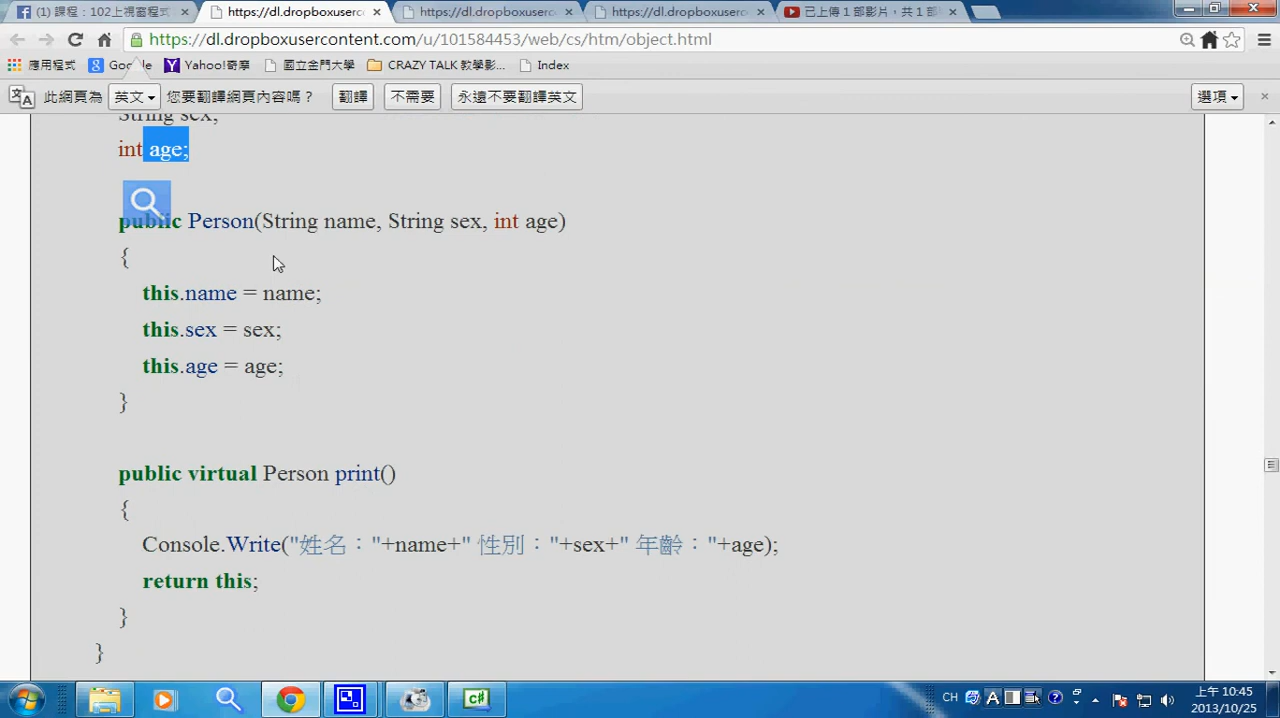 (1) 課程：102上視窗程式
https://dl.dropboxuserc
https://dl.dropboxuserc
https://dl.dropboxuserc
已上傳 1 部影片，共 1 部
https://dl.dropboxusercontent.com/u/101584453/web/cs/htm/object.html
應用程式
Yahoo!奇摩
國立金門大學
CRAZY TALK 教學影...
Index
此網頁為 英文 您要翻譯網頁內容嗎？ 翻譯 不需要 永遠不要翻譯英文 選項
String sex;
int age;
public Person(String name, String sex, int age)
{
this.name = name;
this.sex = sex;
this.age = age;
}
public virtual Person print()
{
Console.Write("姓名："+name+" 性別："+sex+" 年齡："+age);
return this;
}
}
CH
上午 10:45
2013/10/25